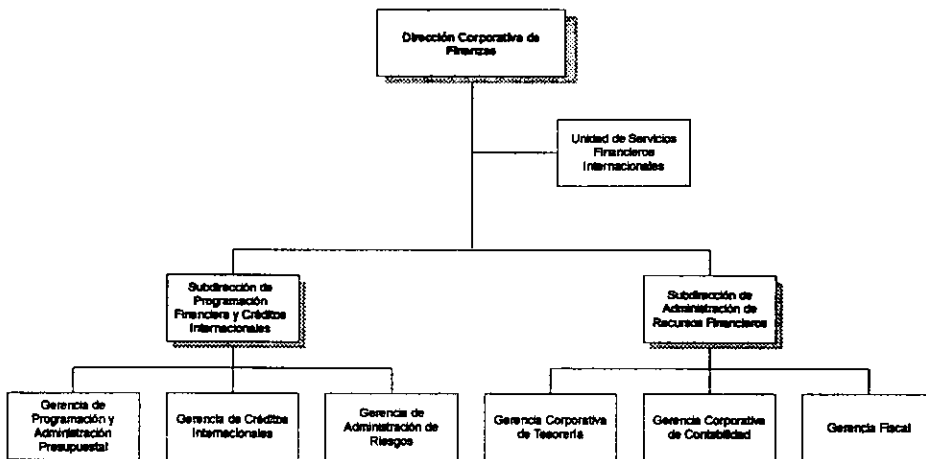 Dirección Corporativa de
Finanzas
Unidad de Servicios
Financieros
Internacionales
Subdirección de
Programación
Financiera y Créditos
Internacionales
Subdirección de
Administración de
Recursos Financieros
Gerencia de
Programación y
Administración
Presupuestal
Gerencia de Créditos
Internacionales
Gerencia de
Administración de
Riesgos
Gerencia Corporativa
de Tesorería
Gerencia Corporativa
de Contabilidad
Gerencia Fiscal